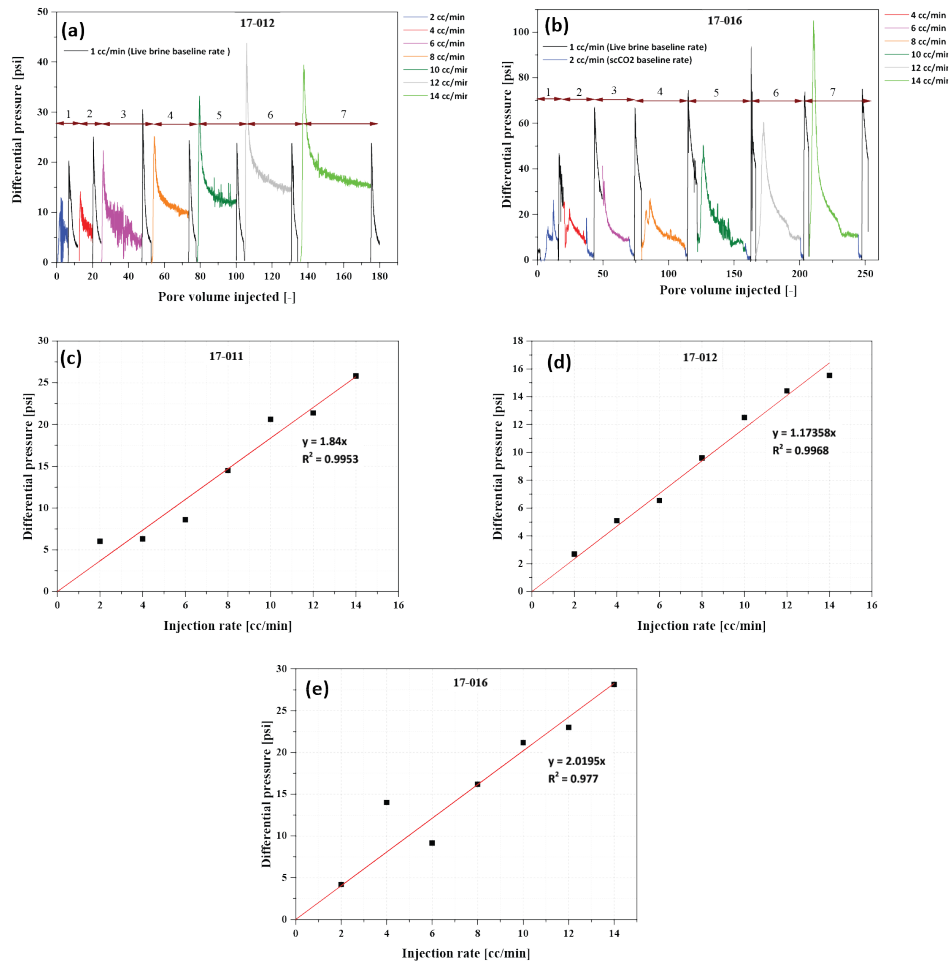 (a)
17-012
1 cc/min (Live brine baseline rate )
2 cc/min
4 cc/min
6 cc/min
8 cc/min
10 cc/min
12 cc/min
14 cc/min
1 2 3 4 5 6 7
Differential pressure [psi]
50
40
30
20
10
0
0 20 40 60 80 100 120 140 160 180
Pore volume injected [-]
(b)
17-016
1 cc/min (Live brine baseline rate)
2 cc/min (scCO2 baseline rate)
4 cc/min
6 cc/min
8 cc/min
10 cc/min
12 cc/min
14 cc/min
1 2 3 4 5 6 7
Differential pressure [psi]
100
80
60
40
20
0
0 50 100 150 200 250
Pore volume injected [-]
(c)
17-011
y = 1.84x
R² = 0.9953
Differential pressure [psi]
30
25
20
15
10
5
0
0 2 4 6 8 10 12 14 16
Injection rate [cc/min]
(d)
17-012
y = 1.17358x
R² = 0.9968
Differential pressure [psi]
18
16
14
12
10
8
6
4
2
0
0 2 4 6 8 10 12 14 16
Injection rate [cc/min]
(e)
17-016
y = 2.0195x
R² = 0.977
Differential pressure [psi]
30
25
20
15
10
5
0
0 2 4 6 8 10 12 14
Injection rate [cc/min]